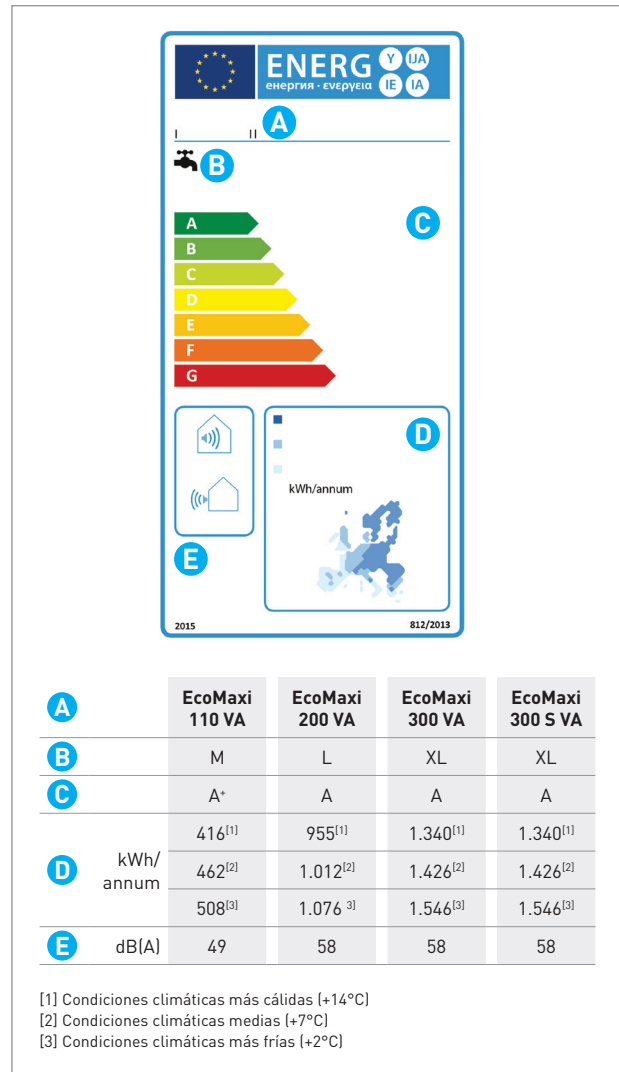 ENERG
енергия · ενεργεια
Y IJA
IE IA
I II
A
B
A
B
C
D
E
F
G
C
D
kWh/annum
E
2015 812/2013
A EcoMaxi 110 VA EcoMaxi 200 VA EcoMaxi 300 VA EcoMaxi 300 S VA
B M L XL XL
C A+ A A A
416[1] 955[1] 1.340[1] 1.340[1]
D kWh/annum 462[2] 1.012[2] 1.426[2] 1.426[2]
508[3] 1.076 3] 1.546[3] 1.546[3]
E dB(A) 49 58 58 58
[1] Condiciones climáticas más cálidas (+14°C)
[2] Condiciones climáticas medias (+7°C)
[3] Condiciones climáticas más frías (+2°C)